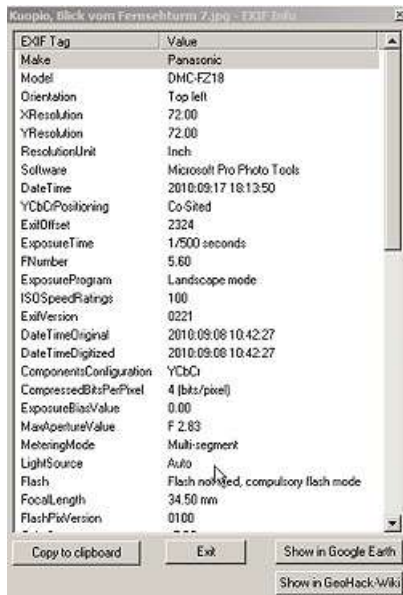 Kuopio, Blick vom Fernsehturm 7.jpg - EXIF Info
EXIF Tag Value
Make Panasonic
Model DMC-FZ18
Orientation Top left
XResolution 72.00
YResolution 72.00
ResolutionUnit Inch
Software Microsoft Pro Photo Tools
DateTime 2010:09:17 18:13:50
YCbCrPositioning Co-Sited
ExifOffset 2324
ExposureTime 1/500 seconds
FNumber 5.60
ExposureProgram Landscape mode
ISOSpeedRatings 100
ExifVersion 0221
DateTimeOriginal 2010:09:08 10:42:27
DateTimeDigitized 2010:09:08 10:42:27
ComponentsConfiguration YCbCr
CompressedBitsPerPixel 4 (bits/pixel)
ExposureBiasValue 0.00
MaxApertureValue F 2.83
MeteringMode Multi-segment
LightSource Auto
Flash Flash not fired, compulsory flash mode
FocalLength 34.50 mm
FlashPixVersion 0100
Copy to clipboard Exit Show in Google Earth
Show in GeoHack-Wiki